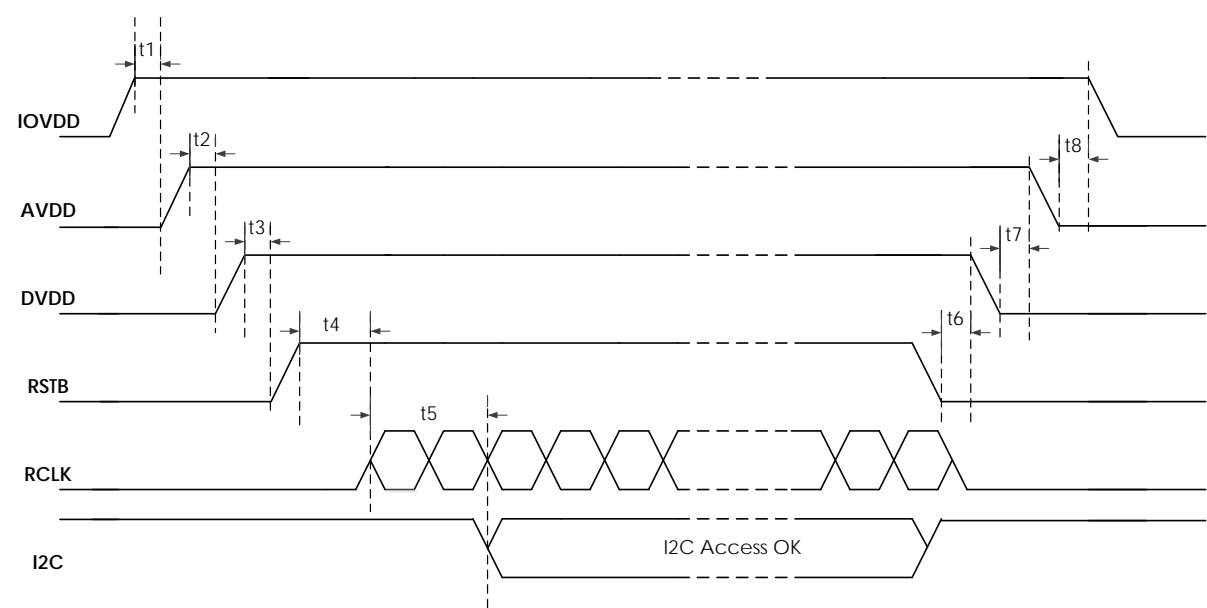 t1
IOVDD
t2
t8
AVDD
t3
t7
DVDD
t4
t6
RSTB
t5
RCLK
I2C Access OK
I2C